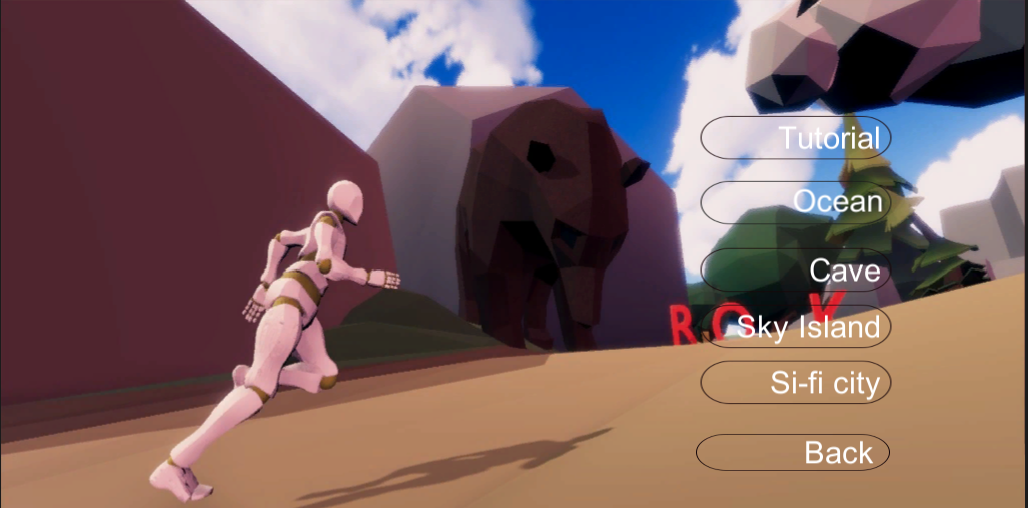 Tutorial
Ocean
Cave
Sky Island
Si-fi city
Back